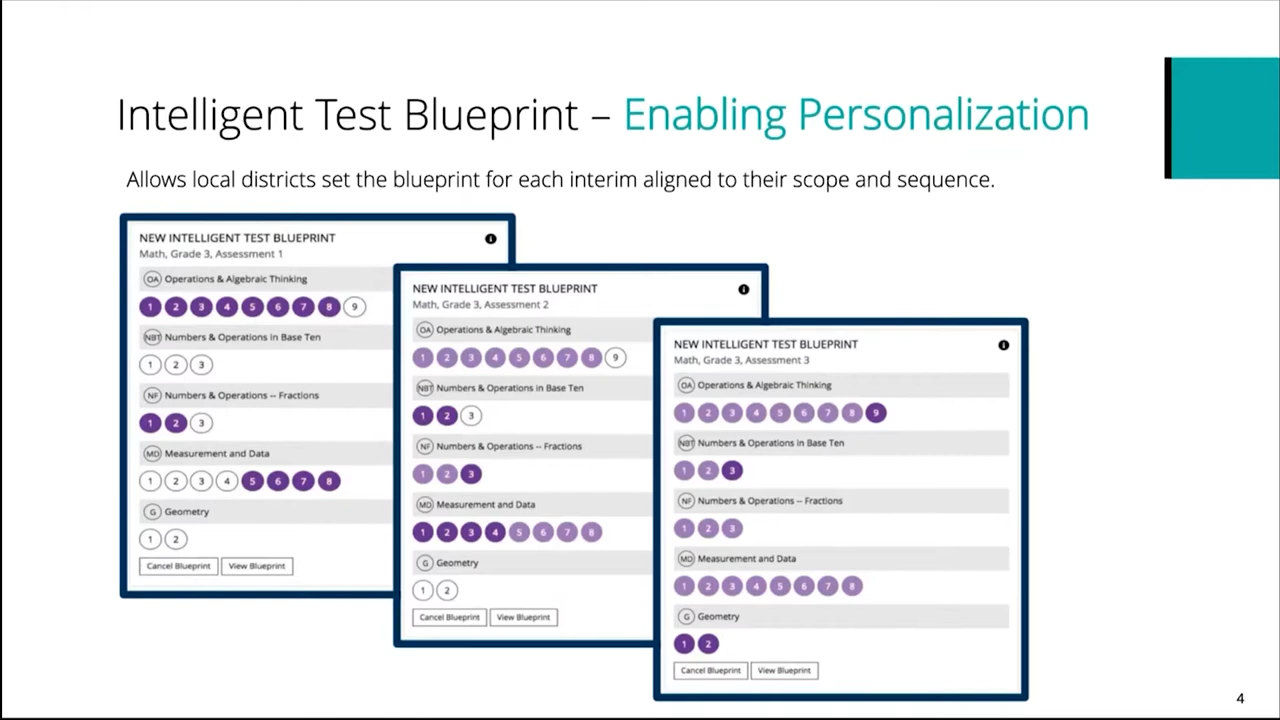 Intelligent Test Blueprint – Enabling Personalization
Allows local districts set the blueprint for each interim aligned to their scope and sequence.
NEW INTELLIGENT TEST BLUEPRINT
Math, Grade 3, Assessment 1
OA Operations & Algebraic Thinking
1 2 3 4 5 6 7 8 9
NBT Numbers & Operations in Base Ten
1 2 3
NF Numbers & Operations -- Fractions
1 2 3
MD Measurement and Data
1 2 3 4 5 6 7 8
G Geometry
1 2
Cancel Blueprint View Blueprint
NEW INTELLIGENT TEST BLUEPRINT
Math, Grade 3, Assessment 2
OA Operations & Algebraic Thinking
1 2 3 4 5 6 7 8 9
NBT Numbers & Operations in Base Ten
1 2 3
NF Numbers & Operations -- Fractions
1 2 3
MD Measurement and Data
1 2 3 4 5 6 7 8
G Geometry
1 2
Cancel Blueprint View Blueprint
NEW INTELLIGENT TEST BLUEPRINT
Math, Grade 3, Assessment 3
OA Operations & Algebraic Thinking
1 2 3 4 5 6 7 8 9
NBT Numbers & Operations in Base Ten
1 2 3
NF Numbers & Operations -- Fractions
1 2 3
MD Measurement and Data
1 2 3 4 5 6 7 8
G Geometry
1 2
Cancel Blueprint View Blueprint
4